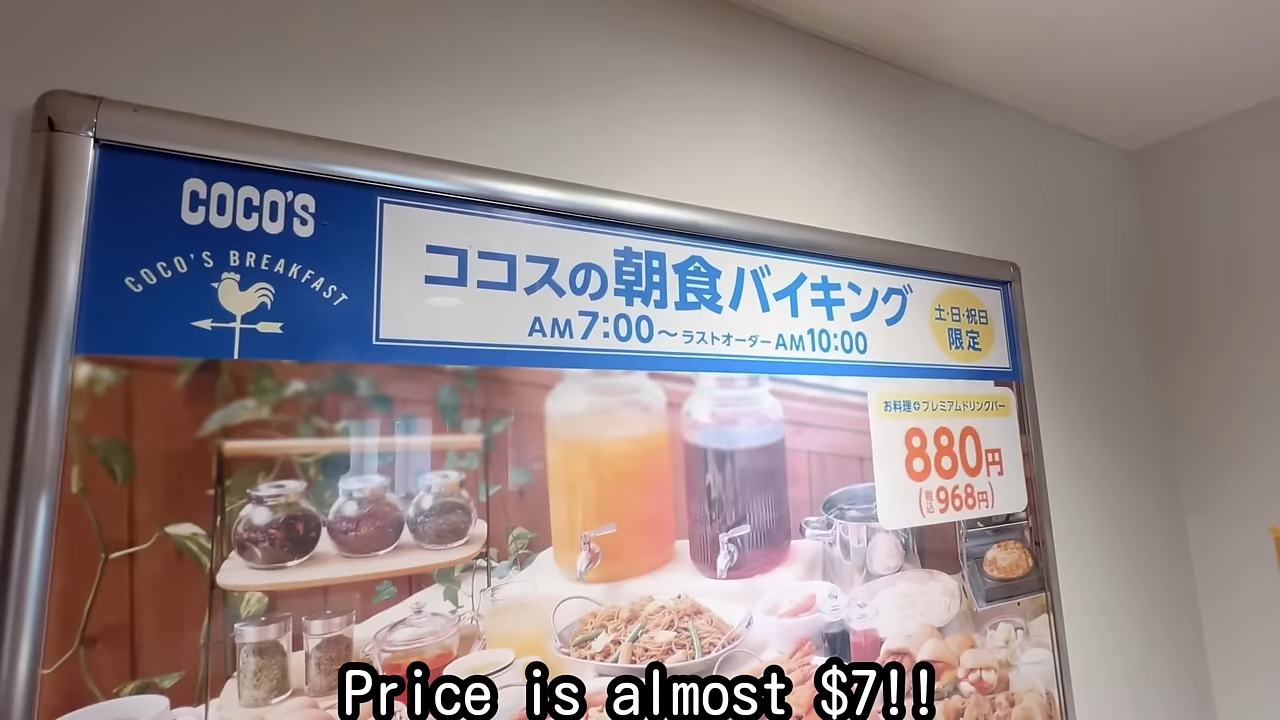 COCO'S
COCO'S BREAKFAST
ココスの朝食バイキング
AM7:00～ラストオーダーAM10:00
土・日・祝日
限定
お料理+プレミアムドリンクバー
880円
(税込968円)
Price is almost $7!!